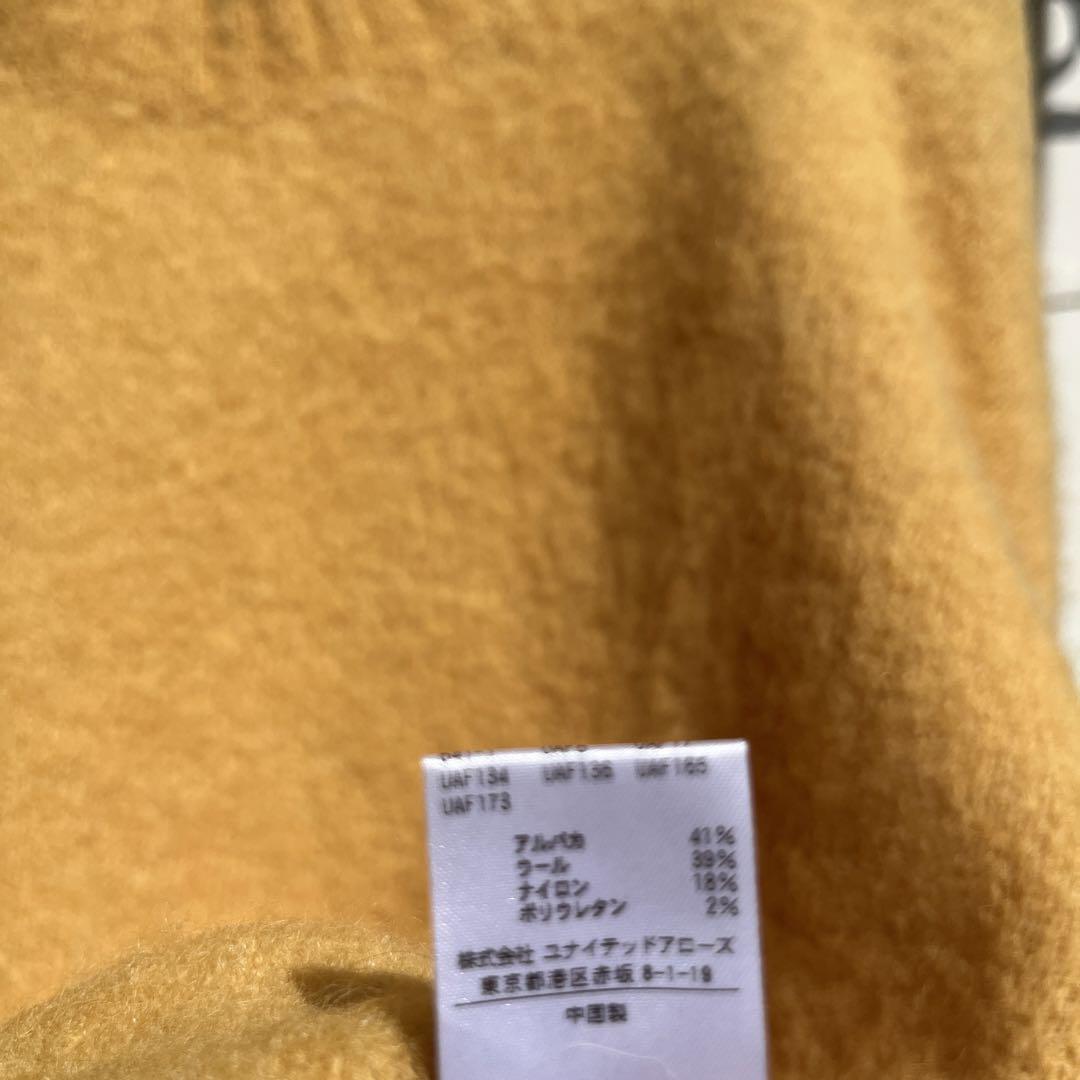 UAF134 UAF136 UAF165
UAF173
アルパカ 41%
ウール 39%
ナイロン 18%
ポリウレタン 2%
株式会社 ユナイテッドアローズ
東京都港区赤坂 8-1-19
中国製